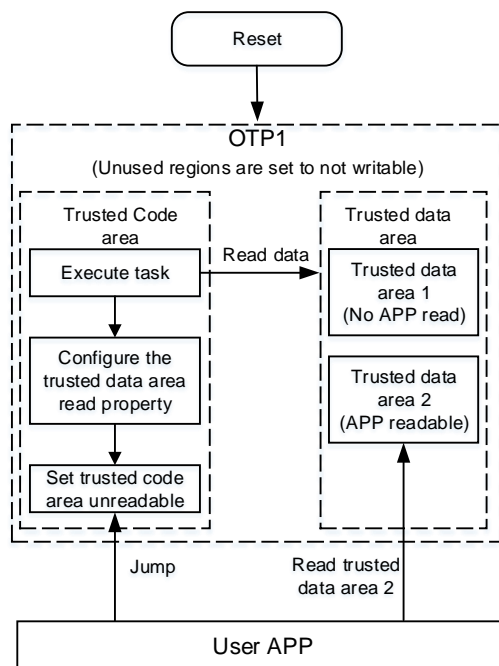 Reset
OTP1
(Unused regions are set to not writable)
Trusted Code
area
Execute task
Configure the
trusted data area
read property
Set trusted code
area unreadable
Read data
Trusted data
area
Trusted data
area 1
(No APP read)
Trusted data
area 2
(APP readable)
Jump
Read trusted
data area 2
User APP